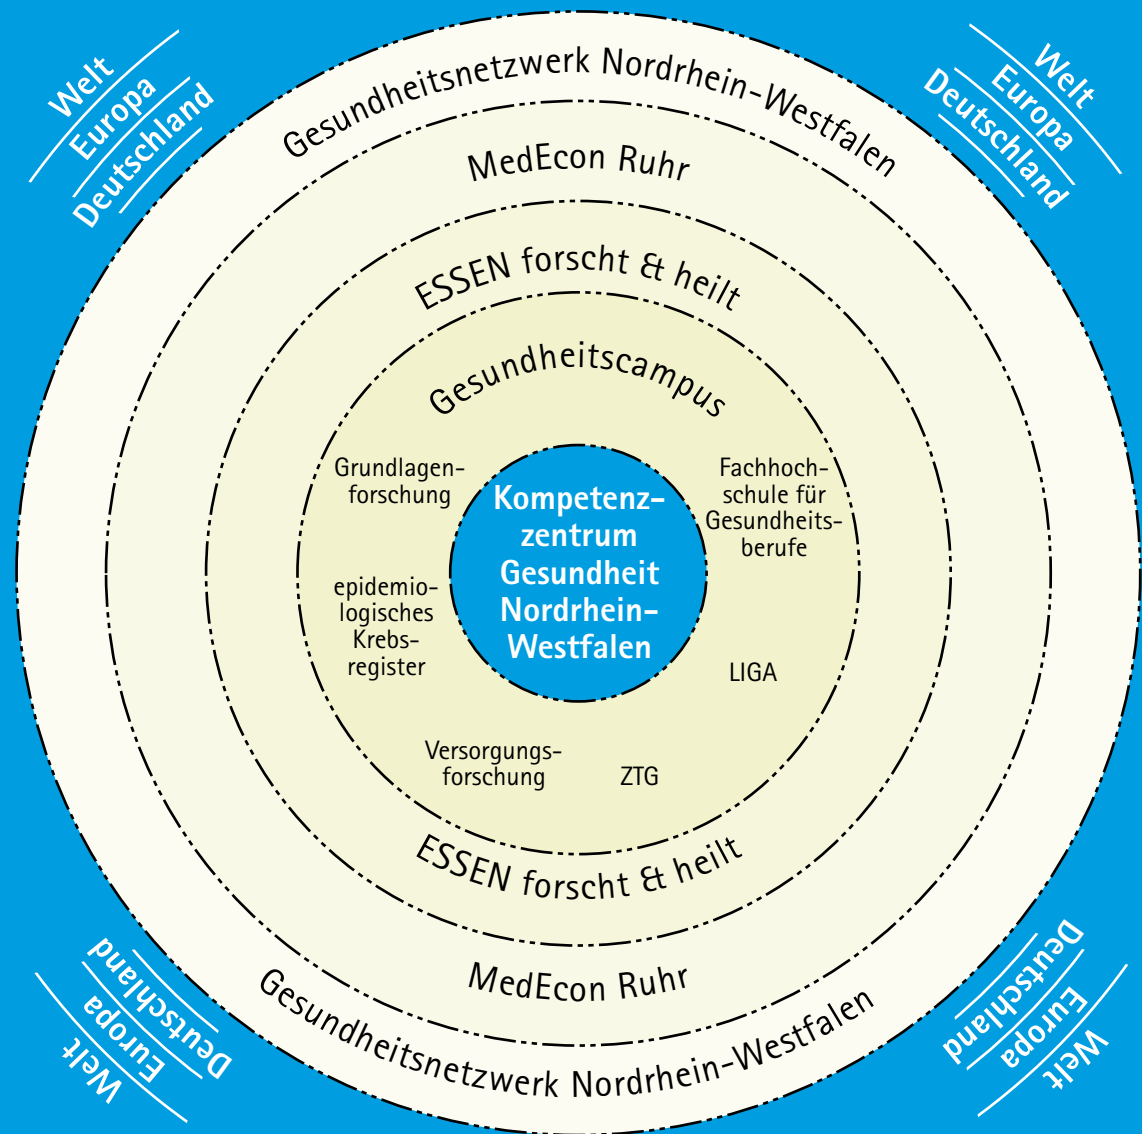 Welt
Europa
Deutschland
Welt
Europa
Deutschland
Gesundheitsnetzwerk Nordrhein-Westfalen
MedEcon Ruhr
ESSEN forscht & heilt
Gesundheitscampus
Grundlagen-
forschung
Fachhoch-
schule für
Gesundheits-
berufe
Kompetenz-
zentrum
Gesundheit
Nordrhein-
Westfalen
epidemio-
logisches
Krebs-
register
LIGA
Versorgungs-
forschung
ZTG
ESSEN forscht & heilt
MedEcon Ruhr
Gesundheitsnetzwerk Nordrhein-Westfalen
Deutschland
Europa
Welt
Deutschland
Europa
Welt